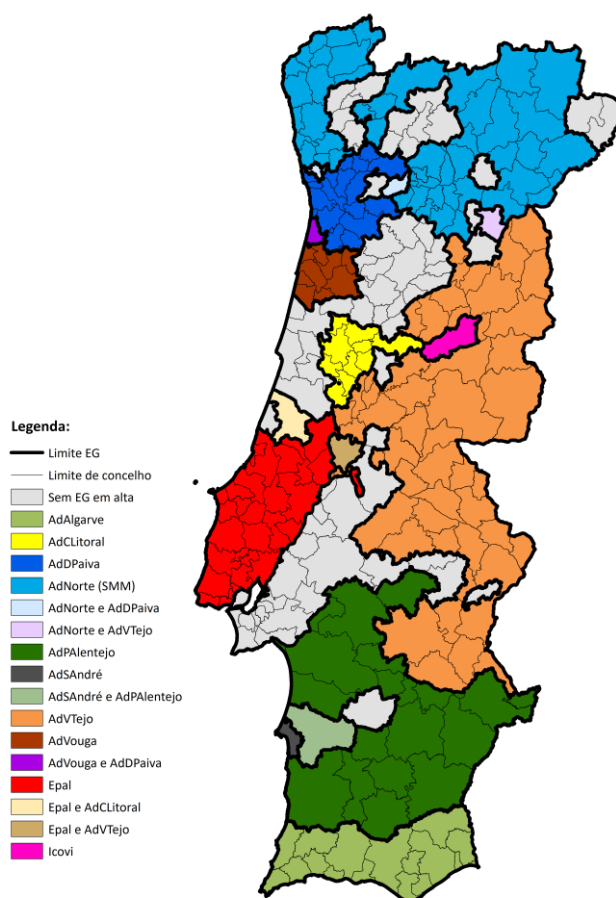 Legenda:
Limite EG
Limite de concelho
Sem EG em alta
AdAlgarve
AdCLitoral
AdDPaiva
AdNorte (SMM)
AdNorte e AdDPaiva
AdNorte e AdVTejo
AdPAlentejo
AdSAndré
AdSAndré e AdPAlentejo
AdVTejo
AdVouga
AdVouga e AdDPaiva
Epal
Epal e AdCLitoral
Epal e AdVTejo
Icovi